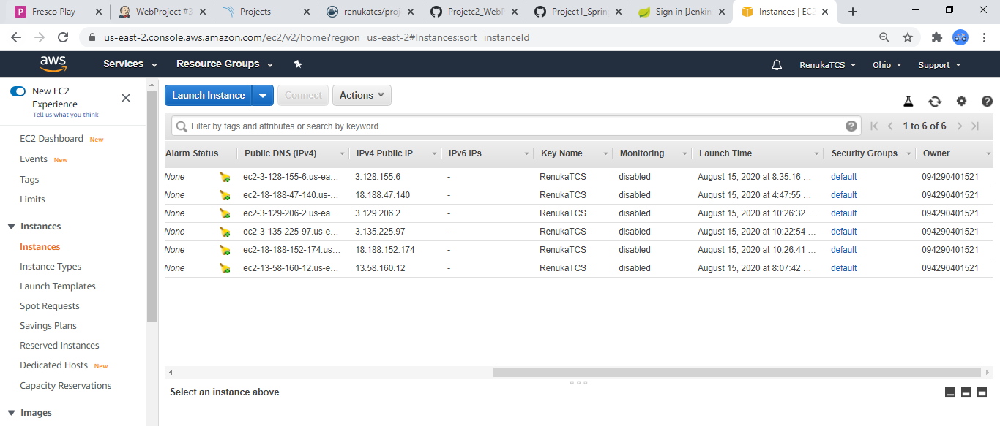 Fresco Play
WebProject #3
Projects
renukatcs/proj
Projetc2_WebP
Project1_Sprin
Sign in [Jenkin
Instances | EC2
us-east-2.console.aws.amazon.com/ec2/v2/home?region=us-east-2#Instances:sort=instanceId
aws Services Resource Groups RenukaTCS Ohio Support
New EC2
Experience
Tell us what you think
EC2 Dashboard New
Events New
Tags
Limits
Instances
Instances
Instance Types
Launch Templates
Spot Requests
Savings Plans
Reserved Instances
Dedicated Hosts New
Capacity Reservations
Images
Launch Instance Connect Actions
Filter by tags and attributes or search by keyword 1 to 6 of 6
Alarm Status Public DNS (IPv4) IPv4 Public IP IPv6 IPs Key Name Monitoring Launch Time Security Groups Owner
None ec2-3-128-155-6.us-ea... 3.128.155.6 - RenukaTCS disabled August 15, 2020 at 8:35:16 ... default 094290401521
None ec2-18-188-47-140.us-... 18.188.47.140 - RenukaTCS disabled August 15, 2020 at 4:47:55 ... default 094290401521
None ec2-3-129-206-2.us-ea... 3.129.206.2 - RenukaTCS disabled August 15, 2020 at 10:26:32 ... default 094290401521
None ec2-3-135-225-97.us-e... 3.135.225.97 - RenukaTCS disabled August 15, 2020 at 10:22:54 ... default 094290401521
None ec2-18-188-152-174.us... 18.188.152.174 - RenukaTCS disabled August 15, 2020 at 10:26:41 ... default 094290401521
None ec2-13-58-160-12.us-e... 13.58.160.12 - RenukaTCS disabled August 15, 2020 at 8:07:42 ... default 094290401521
Select an instance above